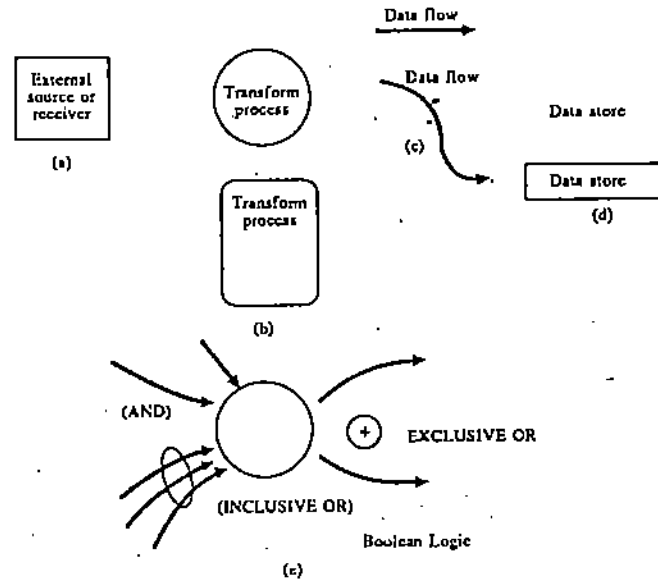 Data flow
External
source or
receiver
(a)
Transform
process
Data flow
(c)
Data store
Data store
(d)
Transform
process
(b)
(AND)
+
EXCLUSIVE OR
(INCLUSIVE OR)
Boolean Logic
(e)